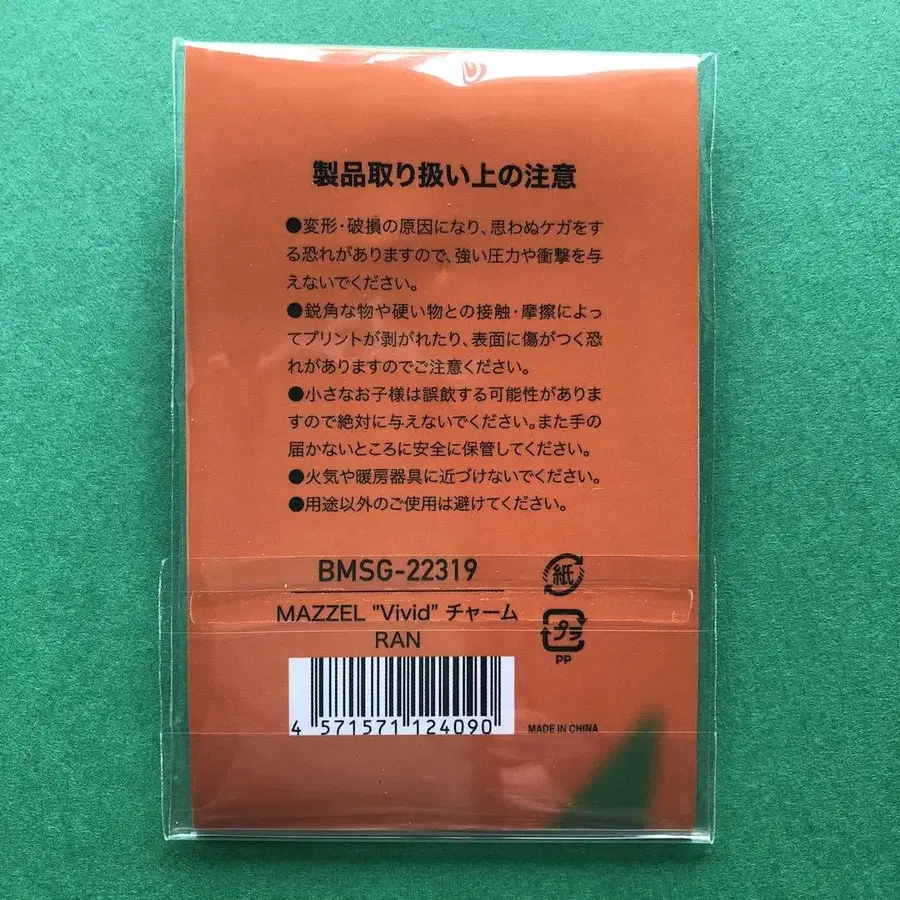 製品取り扱い上の注意
●変形・破損の原因になり、思わぬケガをす
る恐れがありますので、強い圧力や衝撃を与
えないでください。
●鋭角な物や硬い物との接触・摩擦によっ
てプリントが剥がれたり、表面に傷がつく恐
れがありますのでご注意ください。
●小さなお子様は誤飲する可能性がありま
すので絶対に与えないでください。また手の
届かないところに安全に保管してください。
●火気や暖房器具に近づけないでください。
●用途以外のご使用は避けてください。
BMSG-22319
紙
MAZZEL "Vivid" チャーム
RAN
プラ
PP
4 571571 124090
MADE IN CHINA